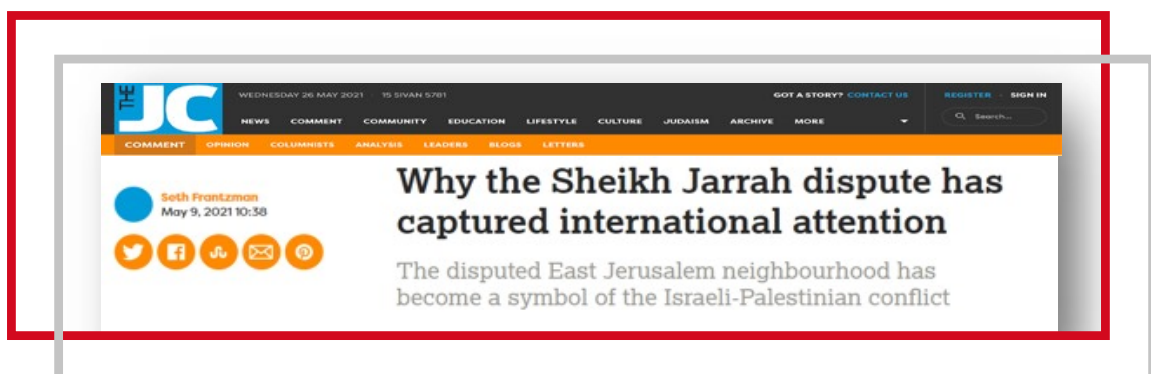 THE JC
WEDNESDAY 26 MAY 2021 15 SIVAN 5781
GOT A STORY? CONTACT US
REGISTER · SIGN IN
NEWS COMMENT COMMUNITY EDUCATION LIFESTYLE CULTURE JUDAISM ARCHIVE MORE
Search...
COMMENT OPINION COLUMNISTS ANALYSIS LEADERS BLOGS LETTERS
Seth Frantzman
May 9, 2021 10:38
Why the Sheikh Jarrah dispute has
captured international attention
The disputed East Jerusalem neighbourhood has
become a symbol of the Israeli-Palestinian conflict